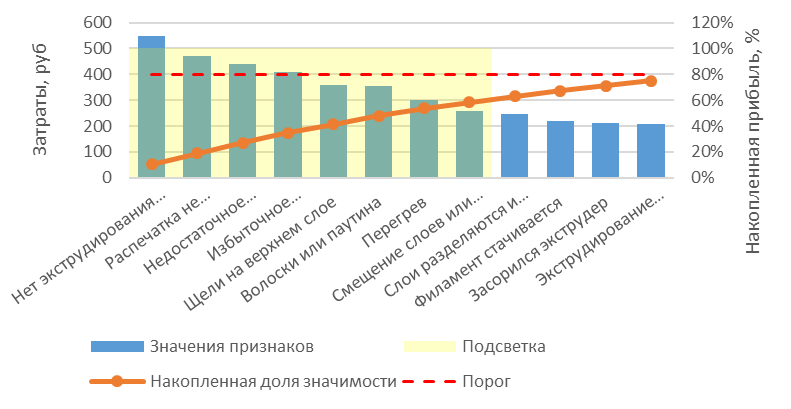 600
500
400
300
200
100
0
Затраты, руб
120%
100%
80%
60%
40%
20%
0%
Накопленная прибыль, %
Нет экструдирования…
Распечатка не…
Недостаточное…
Избыточное…
Щели на верхнем слое
Волоски или паутина
Перегрев
Смещение слоев или…
Слои разделяются и…
Филамент стачивается
Засорился экструдер
Экструдирование…
Значения признаков
Подсветка
Накопленная доля значимости
Порог